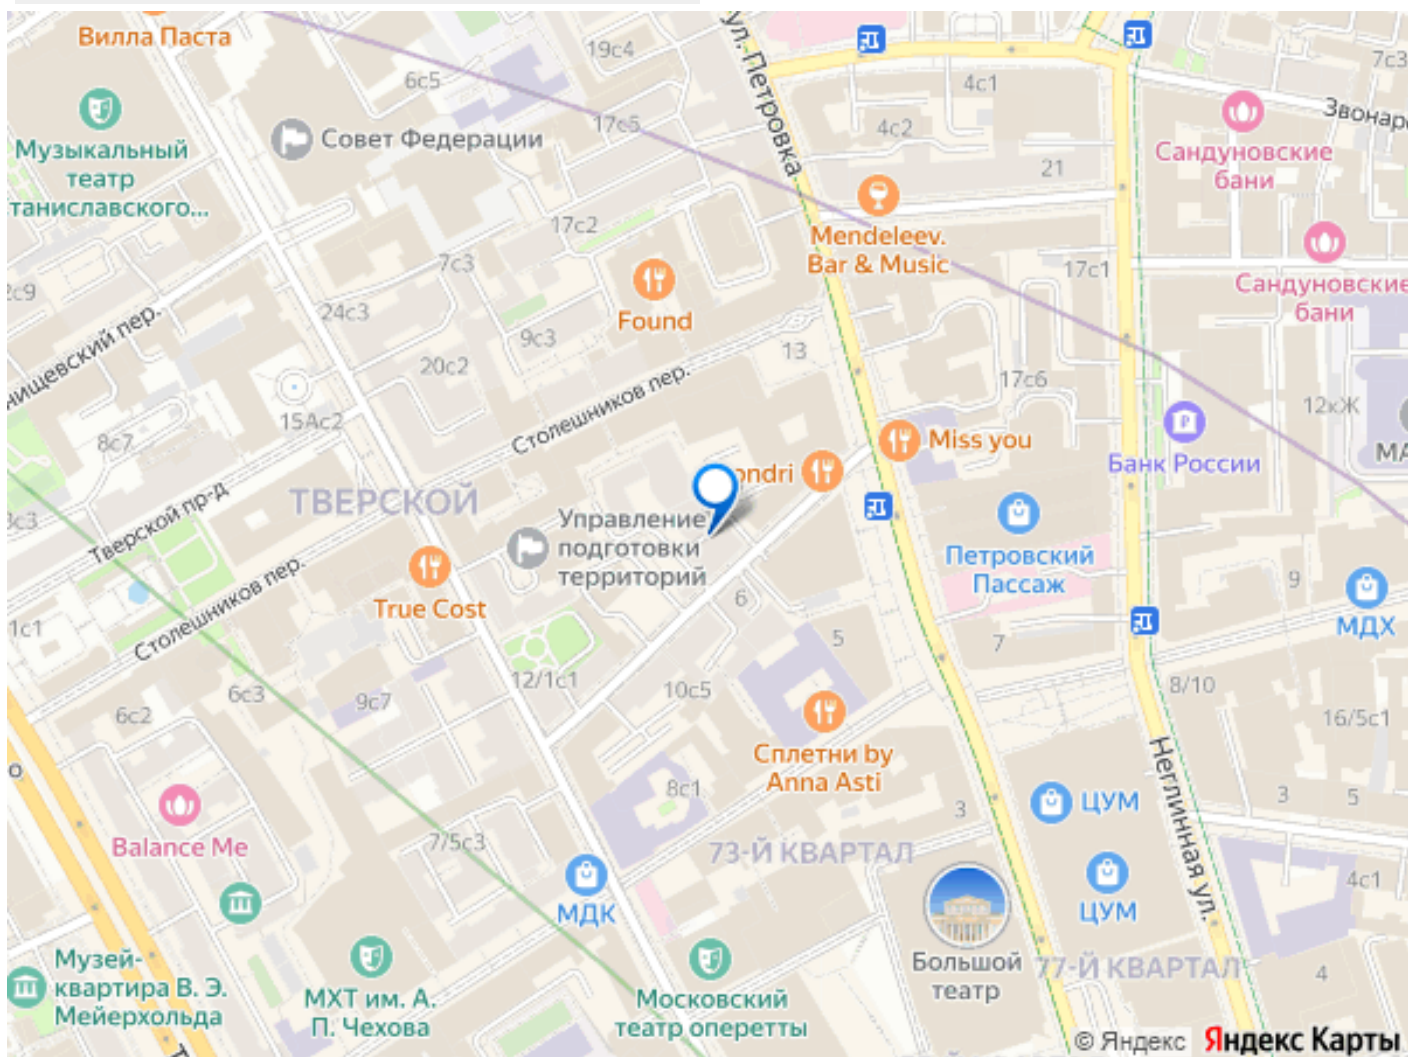 Вилла Паста
19с4
ул. Петровка
7с3
6с5
4с1
Звонар
Музыкальный
театр
таниславского...
Совет Федерации
17с5
4с2
21
Сандуновские
бани
17с2
Mendeleev.
Bar & Music
7с3
17с1
Сандуновские
бани
2с9
24с3
Found
9с3
13
нищевский пер.
20с2
Столешников пер.
17с6
12кЖ
15Ас2
8с7
Miss you
МА
ondri
Банк России
ТВЕРСКОЙ
Тверской пр-д
Управление
подготовки
территорий
Петровский
Пассаж
True Cost
9
6
МДХ
1с1
Столешников пер.
5
7
12/1с1
10с5
8/10
6с3
9с7
6с2
16/5с1
Сплетни by
Anna Asti
Неглинная ул.
о
8с1
3
ЦУМ
3
5
Balance Me
7/5с3
73-Й КВАРТАЛ
4с1
МДК
ЦУМ
Музей-
квартира В. Э.
Мейерхольда
МХТ им. А.
П. Чехова
Московский
театр оперетты
Большой
театр
77-Й КВАРТАЛ
4
© Яндекс Яндекс Карты